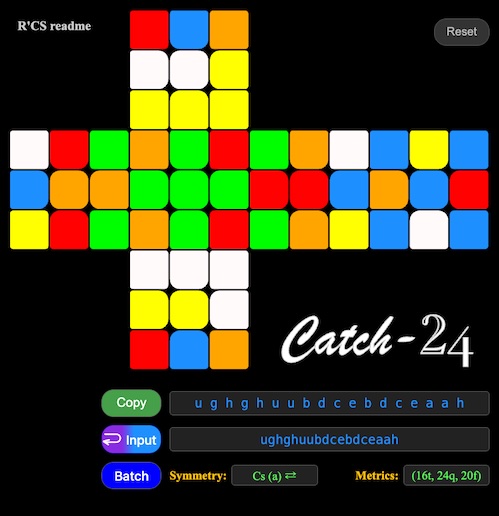 R'CS readme
Reset
Catch-24
Copy
u g h g h u u b d c e b d c e a a h
Input
ughghuubdcebdceaah
Batch
Symmetry:
Cs (a) ⇄
Metrics:
(16t, 24q, 20f)